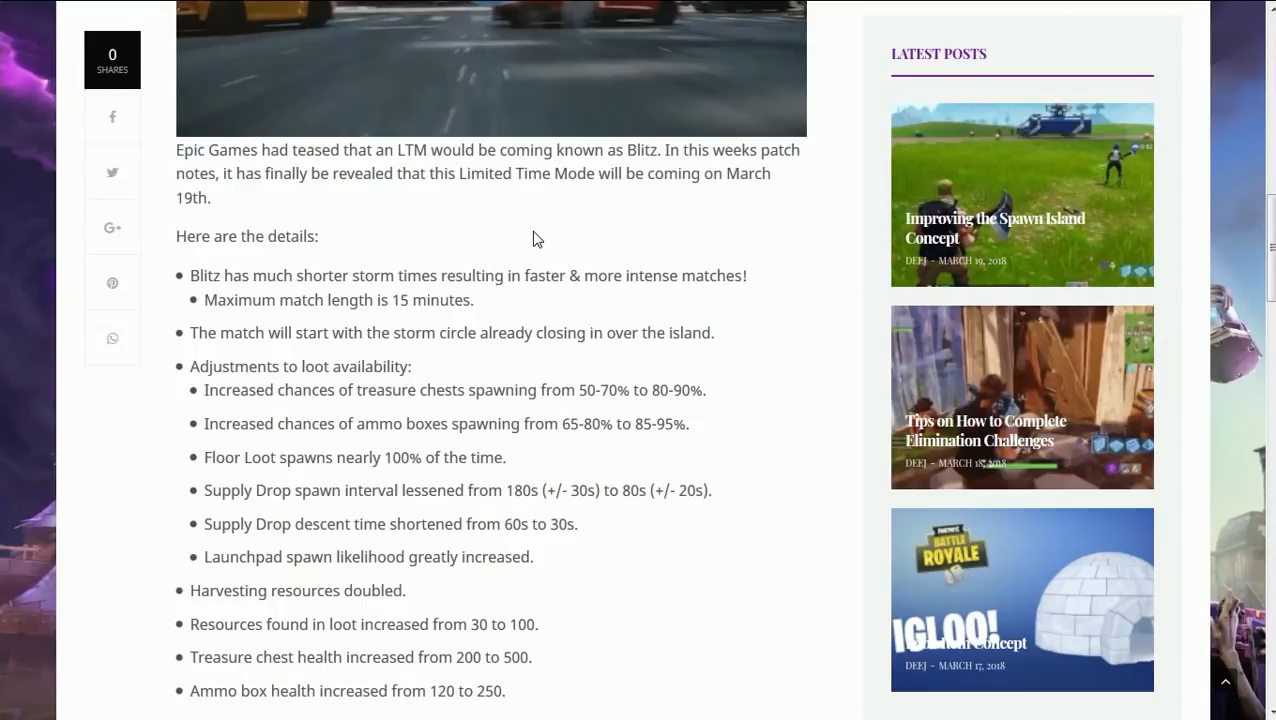 0
SHARES
Epic Games had teased that an LTM would be coming known as Blitz. In this weeks patch
notes, it has finally be revealed that this Limited Time Mode will be coming on March
19th.
Here are the details:
Blitz has much shorter storm times resulting in faster & more intense matches!
Maximum match length is 15 minutes.
The match will start with the storm circle already closing in over the island.
Adjustments to loot availability:
Increased chances of treasure chests spawning from 50-70% to 80-90%.
Increased chances of ammo boxes spawning from 65-80% to 85-95%.
Floor Loot spawns nearly 100% of the time.
Supply Drop spawn interval lessened from 180s (+/- 30s) to 80s (+/- 20s).
Supply Drop descent time shortened from 60s to 30s.
Launchpad spawn likelihood greatly increased.
Harvesting resources doubled.
Resources found in loot increased from 30 to 100.
Treasure chest health increased from 200 to 500.
Ammo box health increased from 120 to 250.
LATEST POSTS
Improving the Spawn Island
Concept
DEEJ - MARCH 19, 2018
Tips on How to Complete
Elimination Challenges
DEEJ - MARCH 18, 2018
BATTLE
ROYALE
IGLOO!
Concept
DEEJ - MARCH 17, 2018